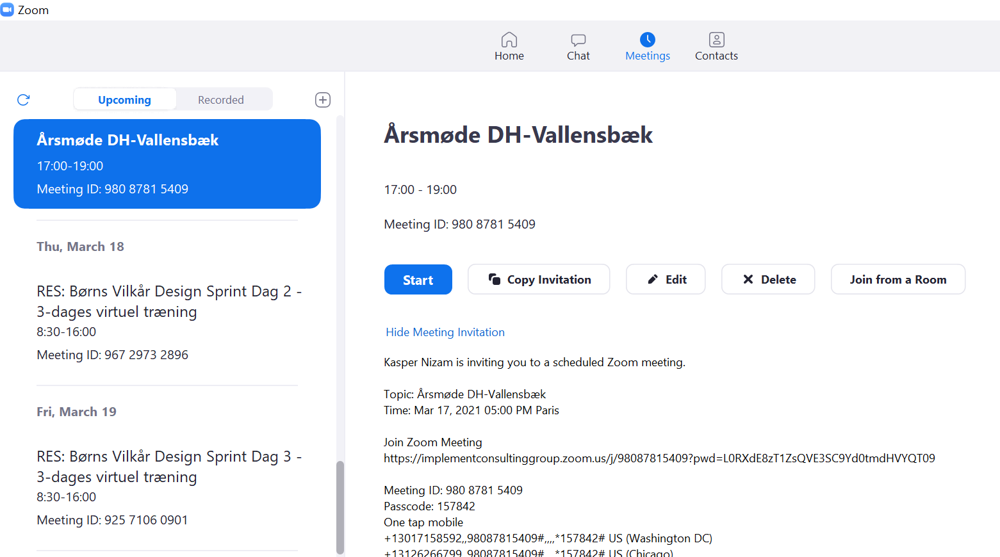 Zoom
Home
Chat
Meetings
Contacts
Upcoming
Recorded
Årsmøde DH-Vallensbæk
17:00-19:00
Meeting ID: 980 8781 5409
Thu, March 18
RES: Børns Vilkår Design Sprint Dag 2 -
3-dages virtuel træning
8:30-16:00
Meeting ID: 967 2973 2896
Fri, March 19
RES: Børns Vilkår Design Sprint Dag 3 -
3-dages virtuel træning
8:30-16:00
Meeting ID: 925 7106 0901
Årsmøde DH-Vallensbæk
17:00 - 19:00
Meeting ID: 980 8781 5409
Start
Copy Invitation
Edit
Delete
Join from a Room
Hide Meeting Invitation
Kasper Nizam is inviting you to a scheduled Zoom meeting.
Topic: Årsmøde DH-Vallensbæk
Time: Mar 17, 2021 05:00 PM Paris
Join Zoom Meeting
https://implementconsultinggroup.zoom.us/j/98087815409?pwd=L0RXdE8zT1ZsQVE3SC9Yd0tmdHVYQT09
Meeting ID: 980 8781 5409
Passcode: 157842
One tap mobile
+13017158592,,98087815409#,,,,*157842# US (Washington DC)
+13126266799,,98087815409#,,,,*157842# US (Chicago)